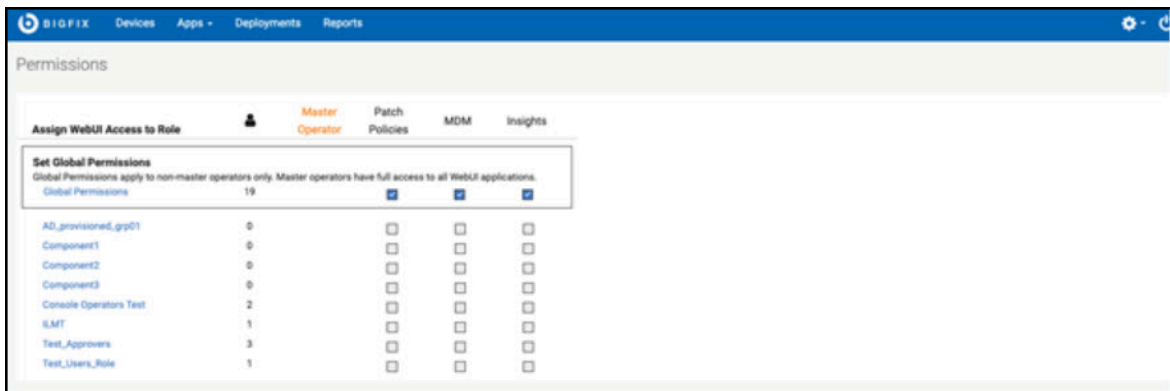 BIGFIX Devices Apps Deployments Reports
Permissions
Assign WebUI Access to Role Master Operator Patch Policies MDM Insights
Set Global Permissions
Global Permissions apply to non-master operators only. Master operators have full access to all WebUI applications.
Global Permissions 19
AD_provisioned_grp01 0
Component1 0
Component2 0
Component3 0
Console Operators Test 2
ILMT 1
Test_Approvers 3
Test_Users_Role 1